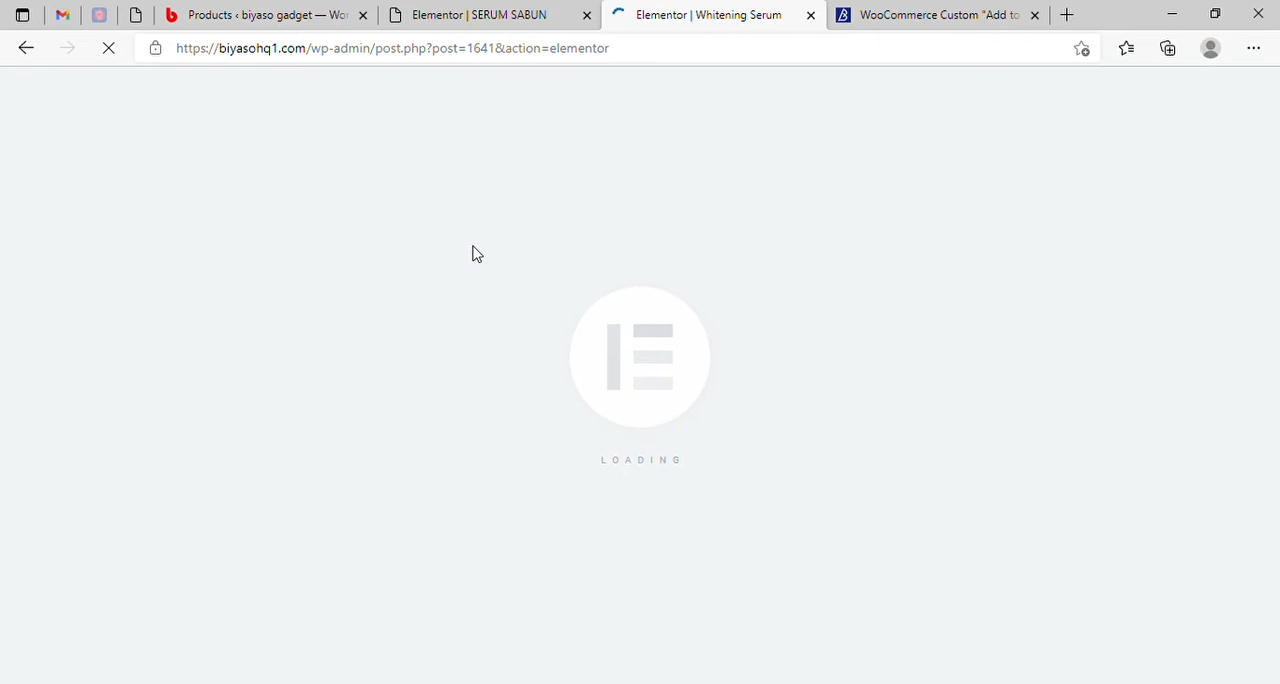 Products ‹ biyaso gadget — Wor
Elementor | SERUM SABUN
Elementor | Whitening Serum
WooCommerce Custom "Add to
https://biyasohq1.com/wp-admin/post.php?post=1641&action=elementor
LOADING